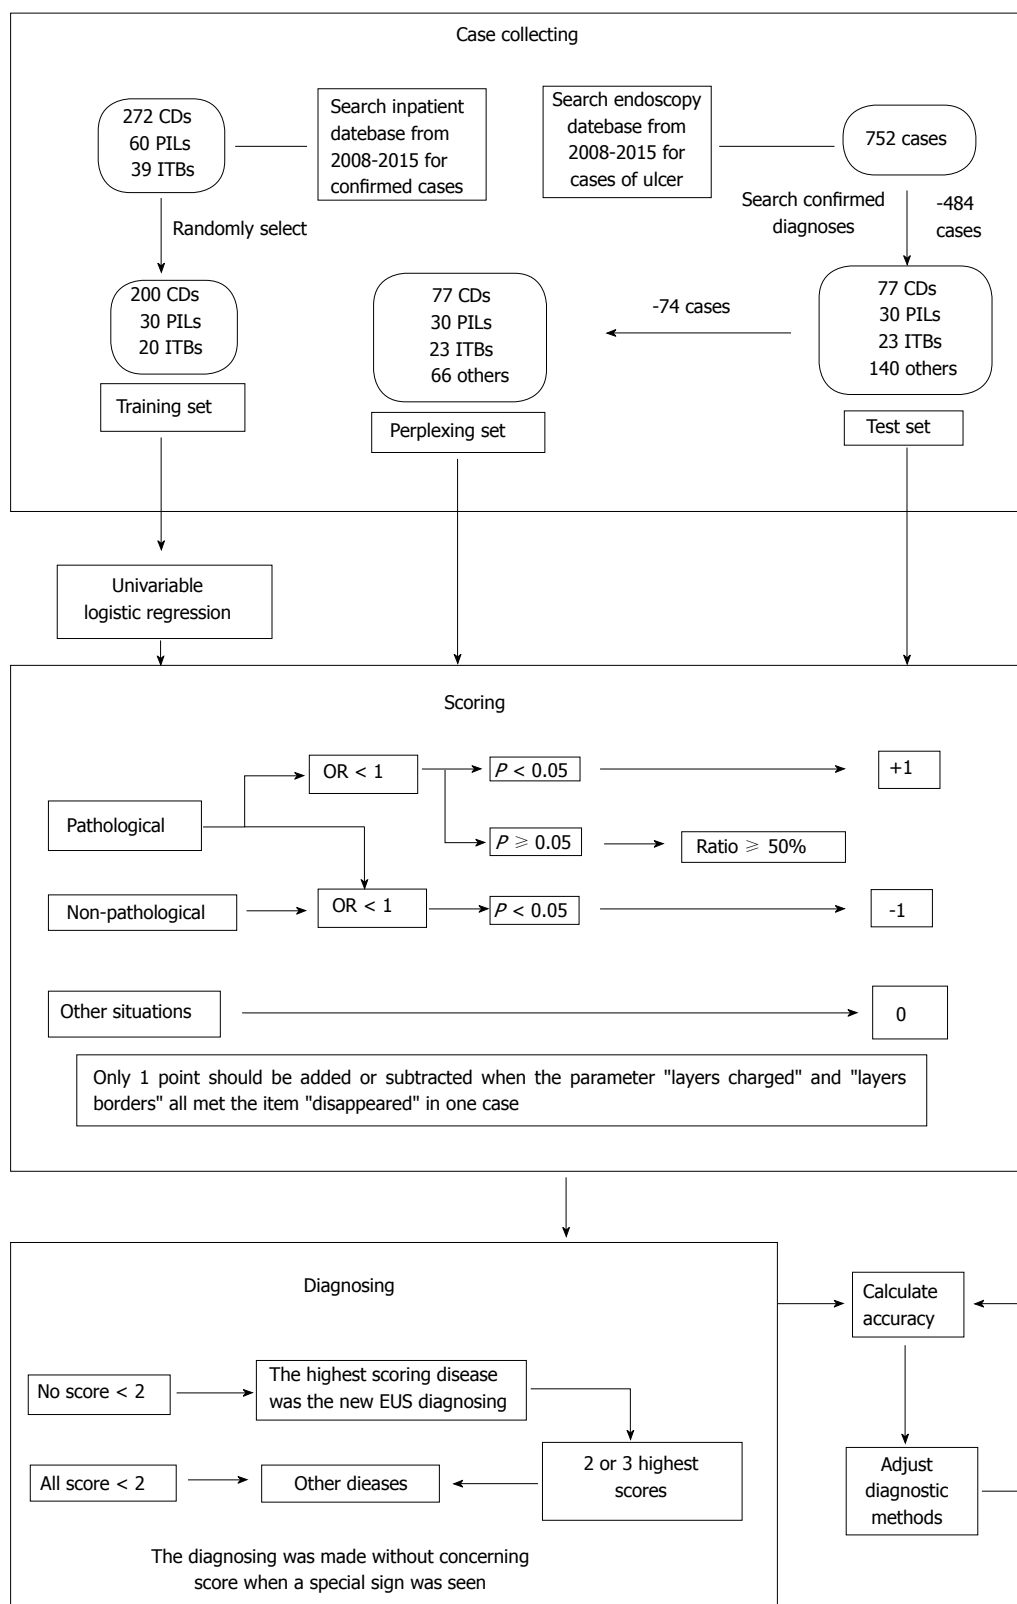 Case collecting
272 CDs
60 PILs
39 ITBs
Search inpatient
datebase from
2008-2015 for
confirmed cases
Search endoscopy
datebase from
2008-2015 for
cases of ulcer
752 cases
Randomly select
Search confirmed
diagnoses
-484
cases
200 CDs
30 PILs
20 ITBs
77 CDs
30 PILs
23 ITBs
66 others
-74 cases
77 CDs
30 PILs
23 ITBs
140 others
Training set
Perplexing set
Test set
Univariable
logistic regression
Scoring
Pathological
OR < 1
P < 0.05
+1
P ≥ 0.05
Ratio ≥ 50%
Non-pathological
OR < 1
P < 0.05
-1
Other situations
0
Only 1 point should be added or subtracted when the parameter "layers charged" and "layers
borders" all met the item "disappeared" in one case
Diagnosing
No score < 2
The highest scoring disease
was the new EUS diagnosing
All score < 2
Other dieases
2 or 3 highest
scores
The diagnosing was made without concerning
score when a special sign was seen
Calculate
accuracy
Adjust
diagnostic
methods